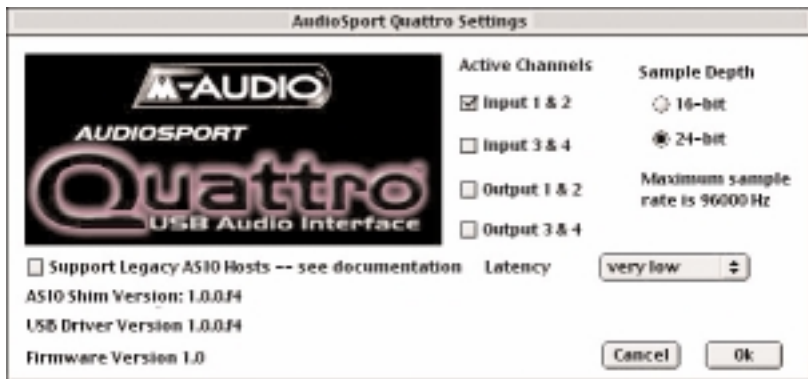 AudioSport Quattro Settings
M-AUDIO
AUDIOSPORT
Quattro
USB Audio Interface
Active Channels
Input 1 & 2
Input 3 & 4
Output 1 & 2
Output 3 & 4
Sample Depth
16-bit
24-bit
Maximum sample
rate is 96000 Hz
Support Legacy ASIO Hosts -- see documentation
Latency
very low
ASIO Shim Version: 1.0.0.f4
USB Driver Version 1.0.0.f4
Firmware Version 1.0
Cancel
Ok